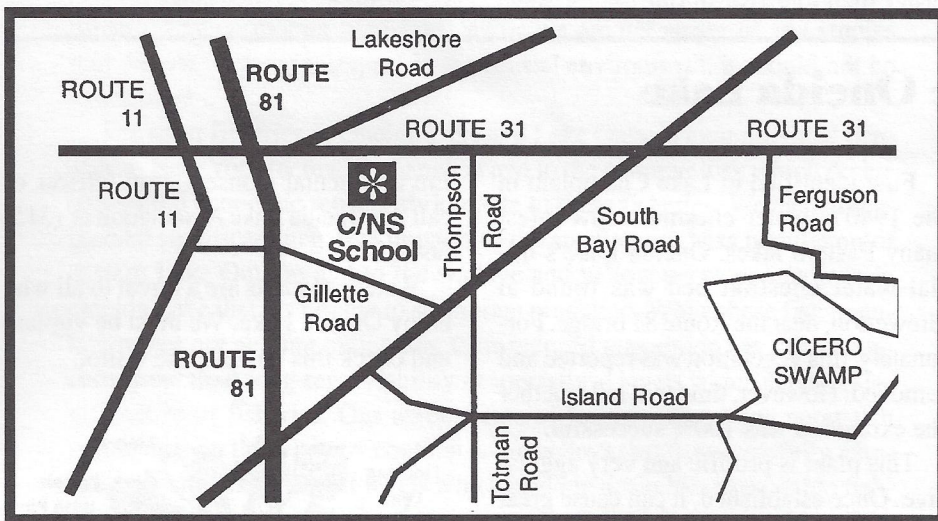 Lakeshore
Road
ROUTE
11
ROUTE
81
ROUTE 31
ROUTE 31
ROUTE
11
C/NS
School
Thompson
Road
South
Bay Road
Ferguson
Road
Gillette
Road
CICERO
SWAMP
ROUTE
81
Island Road
Totman
Road